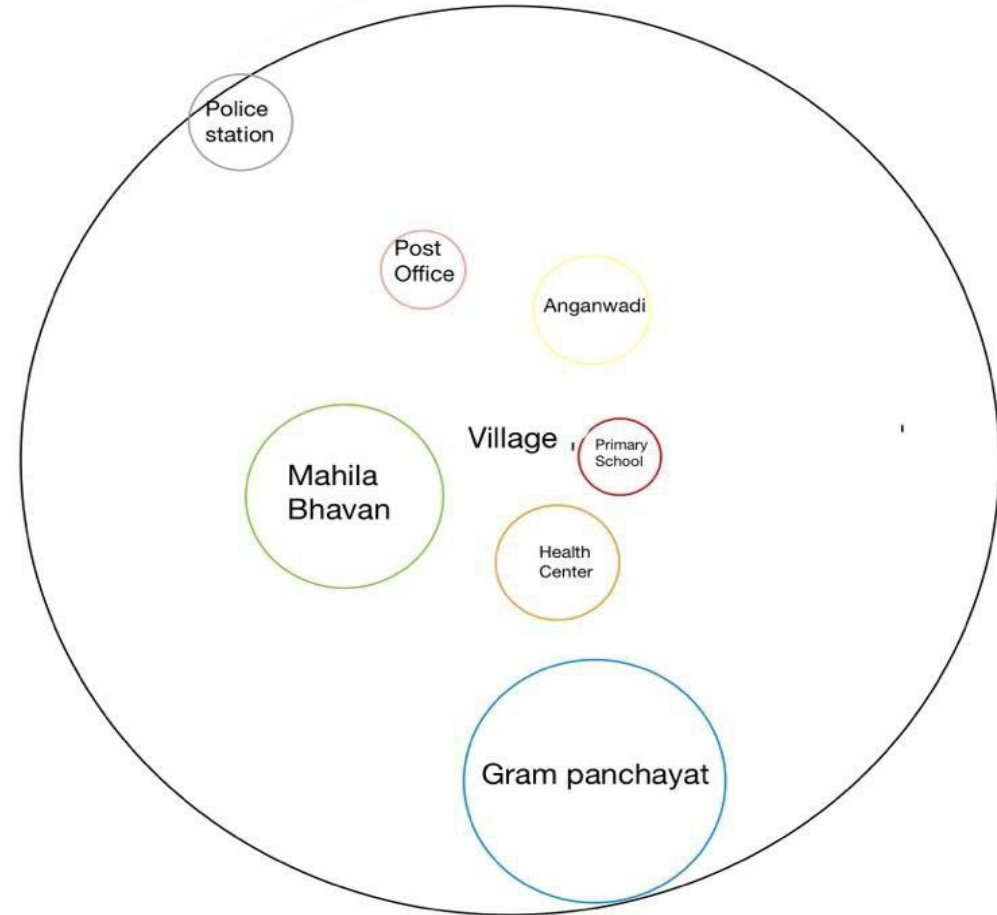 Police
station
Post
Office
Anganwadi
Village
Primary
School
Mahila
Bhavan
Health
Center
Gram panchayat